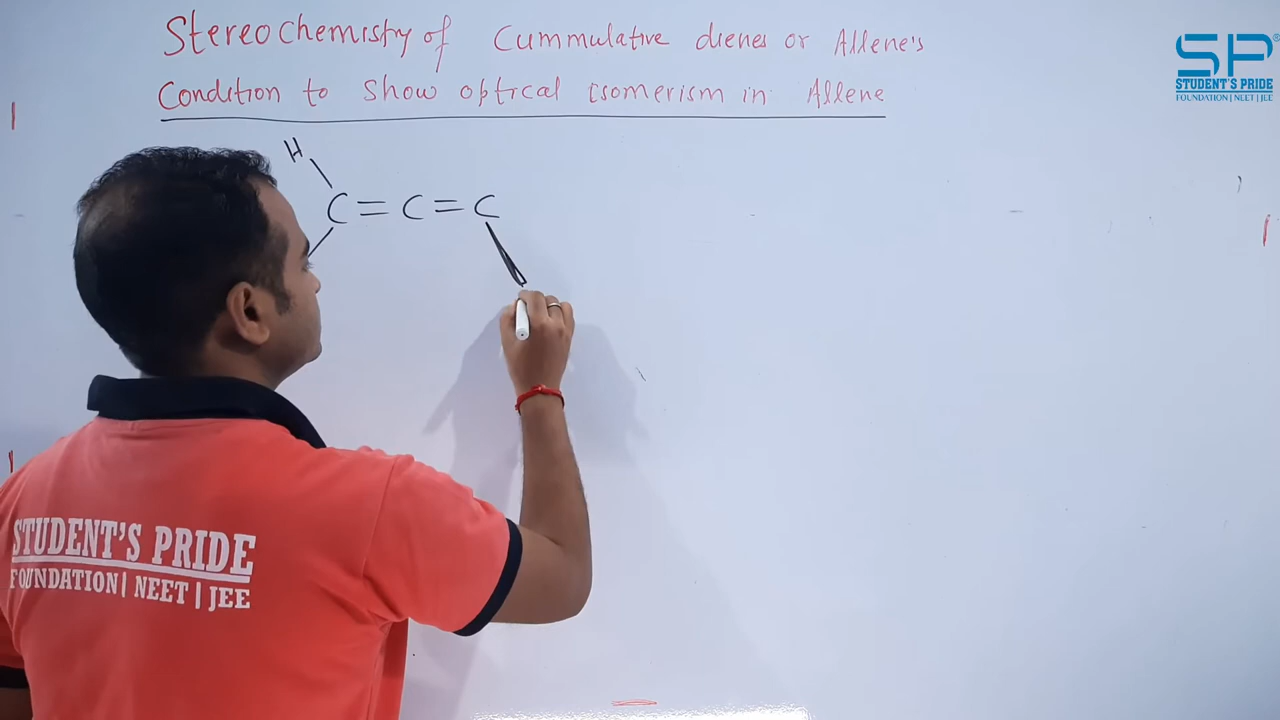 Stereochemistry of Cummulative dienes or Allene's
Condition to show optical isomerism in Allene
SP®
STUDENT'S PRIDE
FOUNDATION | NEET | JEE
H
C = C = C
STUDENT'S PRIDE
FOUNDATION | NEET | JEE